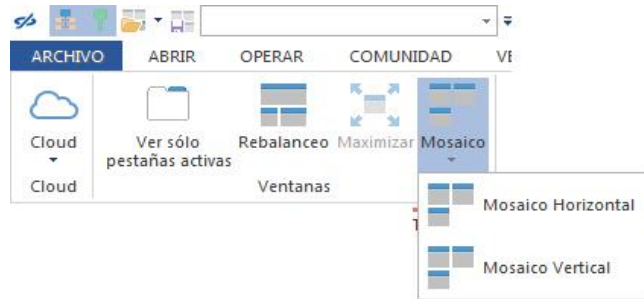 ARCHIVO ABRIR OPERAR COMUNIDAD
Cloud Ver sólo Rebalanceo Maximizar Mosaico
pestañas activas
Cloud Ventanas
Mosaico Horizontal
Mosaico Vertical